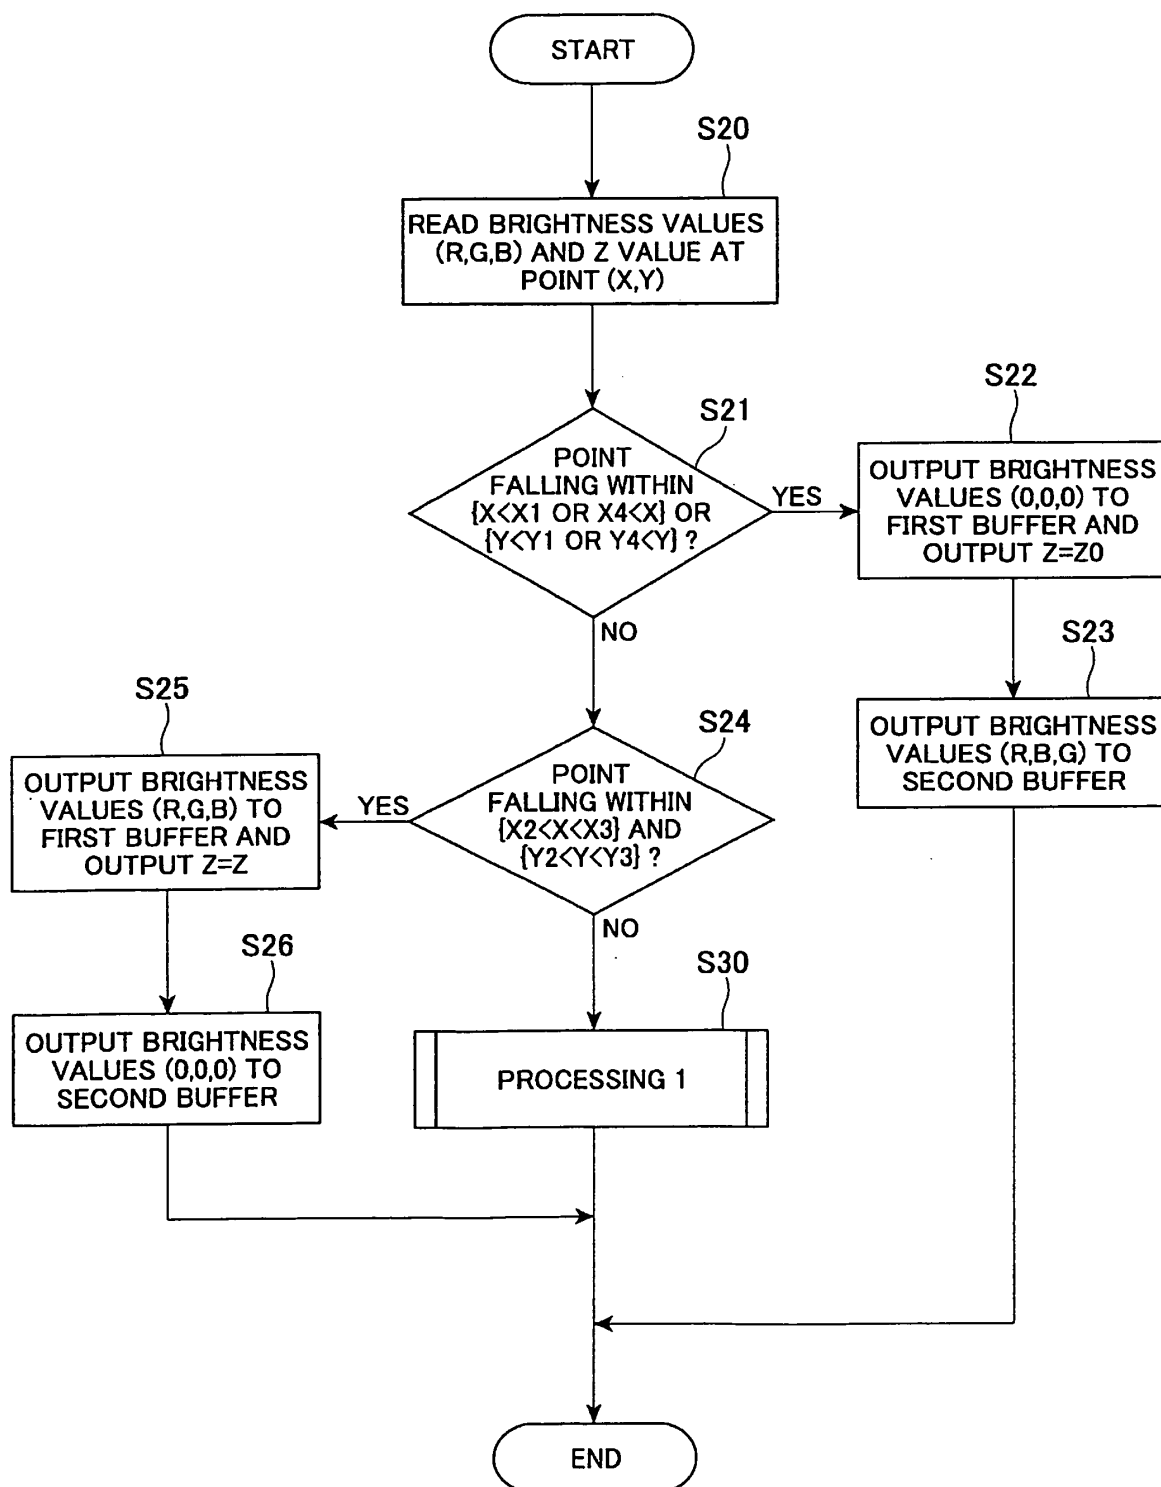 START
S20
READ BRIGHTNESS VALUES
(R,G,B) AND Z VALUE AT
POINT (X,Y)
S21
POINT
FALLING WITHIN
{X<X1 OR X4<X} OR
{Y<Y1 OR Y4<Y} ?
YES
NO
S22
OUTPUT BRIGHTNESS
VALUES (0,0,0) TO
FIRST BUFFER AND
OUTPUT Z=Z0
S23
OUTPUT BRIGHTNESS
VALUES (R,B,G) TO
SECOND BUFFER
S24
POINT
FALLING WITHIN
{X2<X<X3} AND
{Y2<Y<Y3} ?
YES
NO
S25
OUTPUT BRIGHTNESS
VALUES (R,G,B) TO
FIRST BUFFER AND
OUTPUT Z=Z
S26
OUTPUT BRIGHTNESS
VALUES (0,0,0) TO
SECOND BUFFER
S30
PROCESSING 1
END